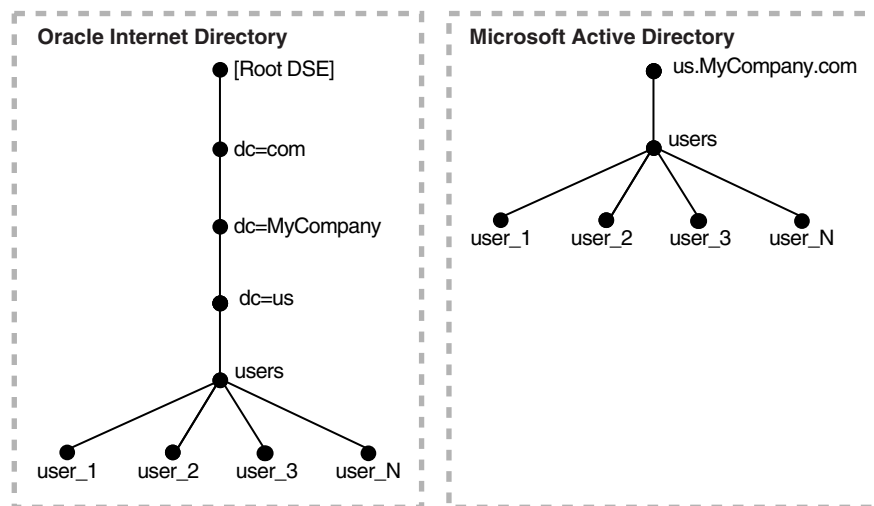 Oracle Internet Directory
[Root DSE]
dc=com
dc=MyCompany
dc=us
users
user_1
user_2
user_3
user_N
Microsoft Active Directory
us.MyCompany.com
users
user_1
user_2
user_3
user_N